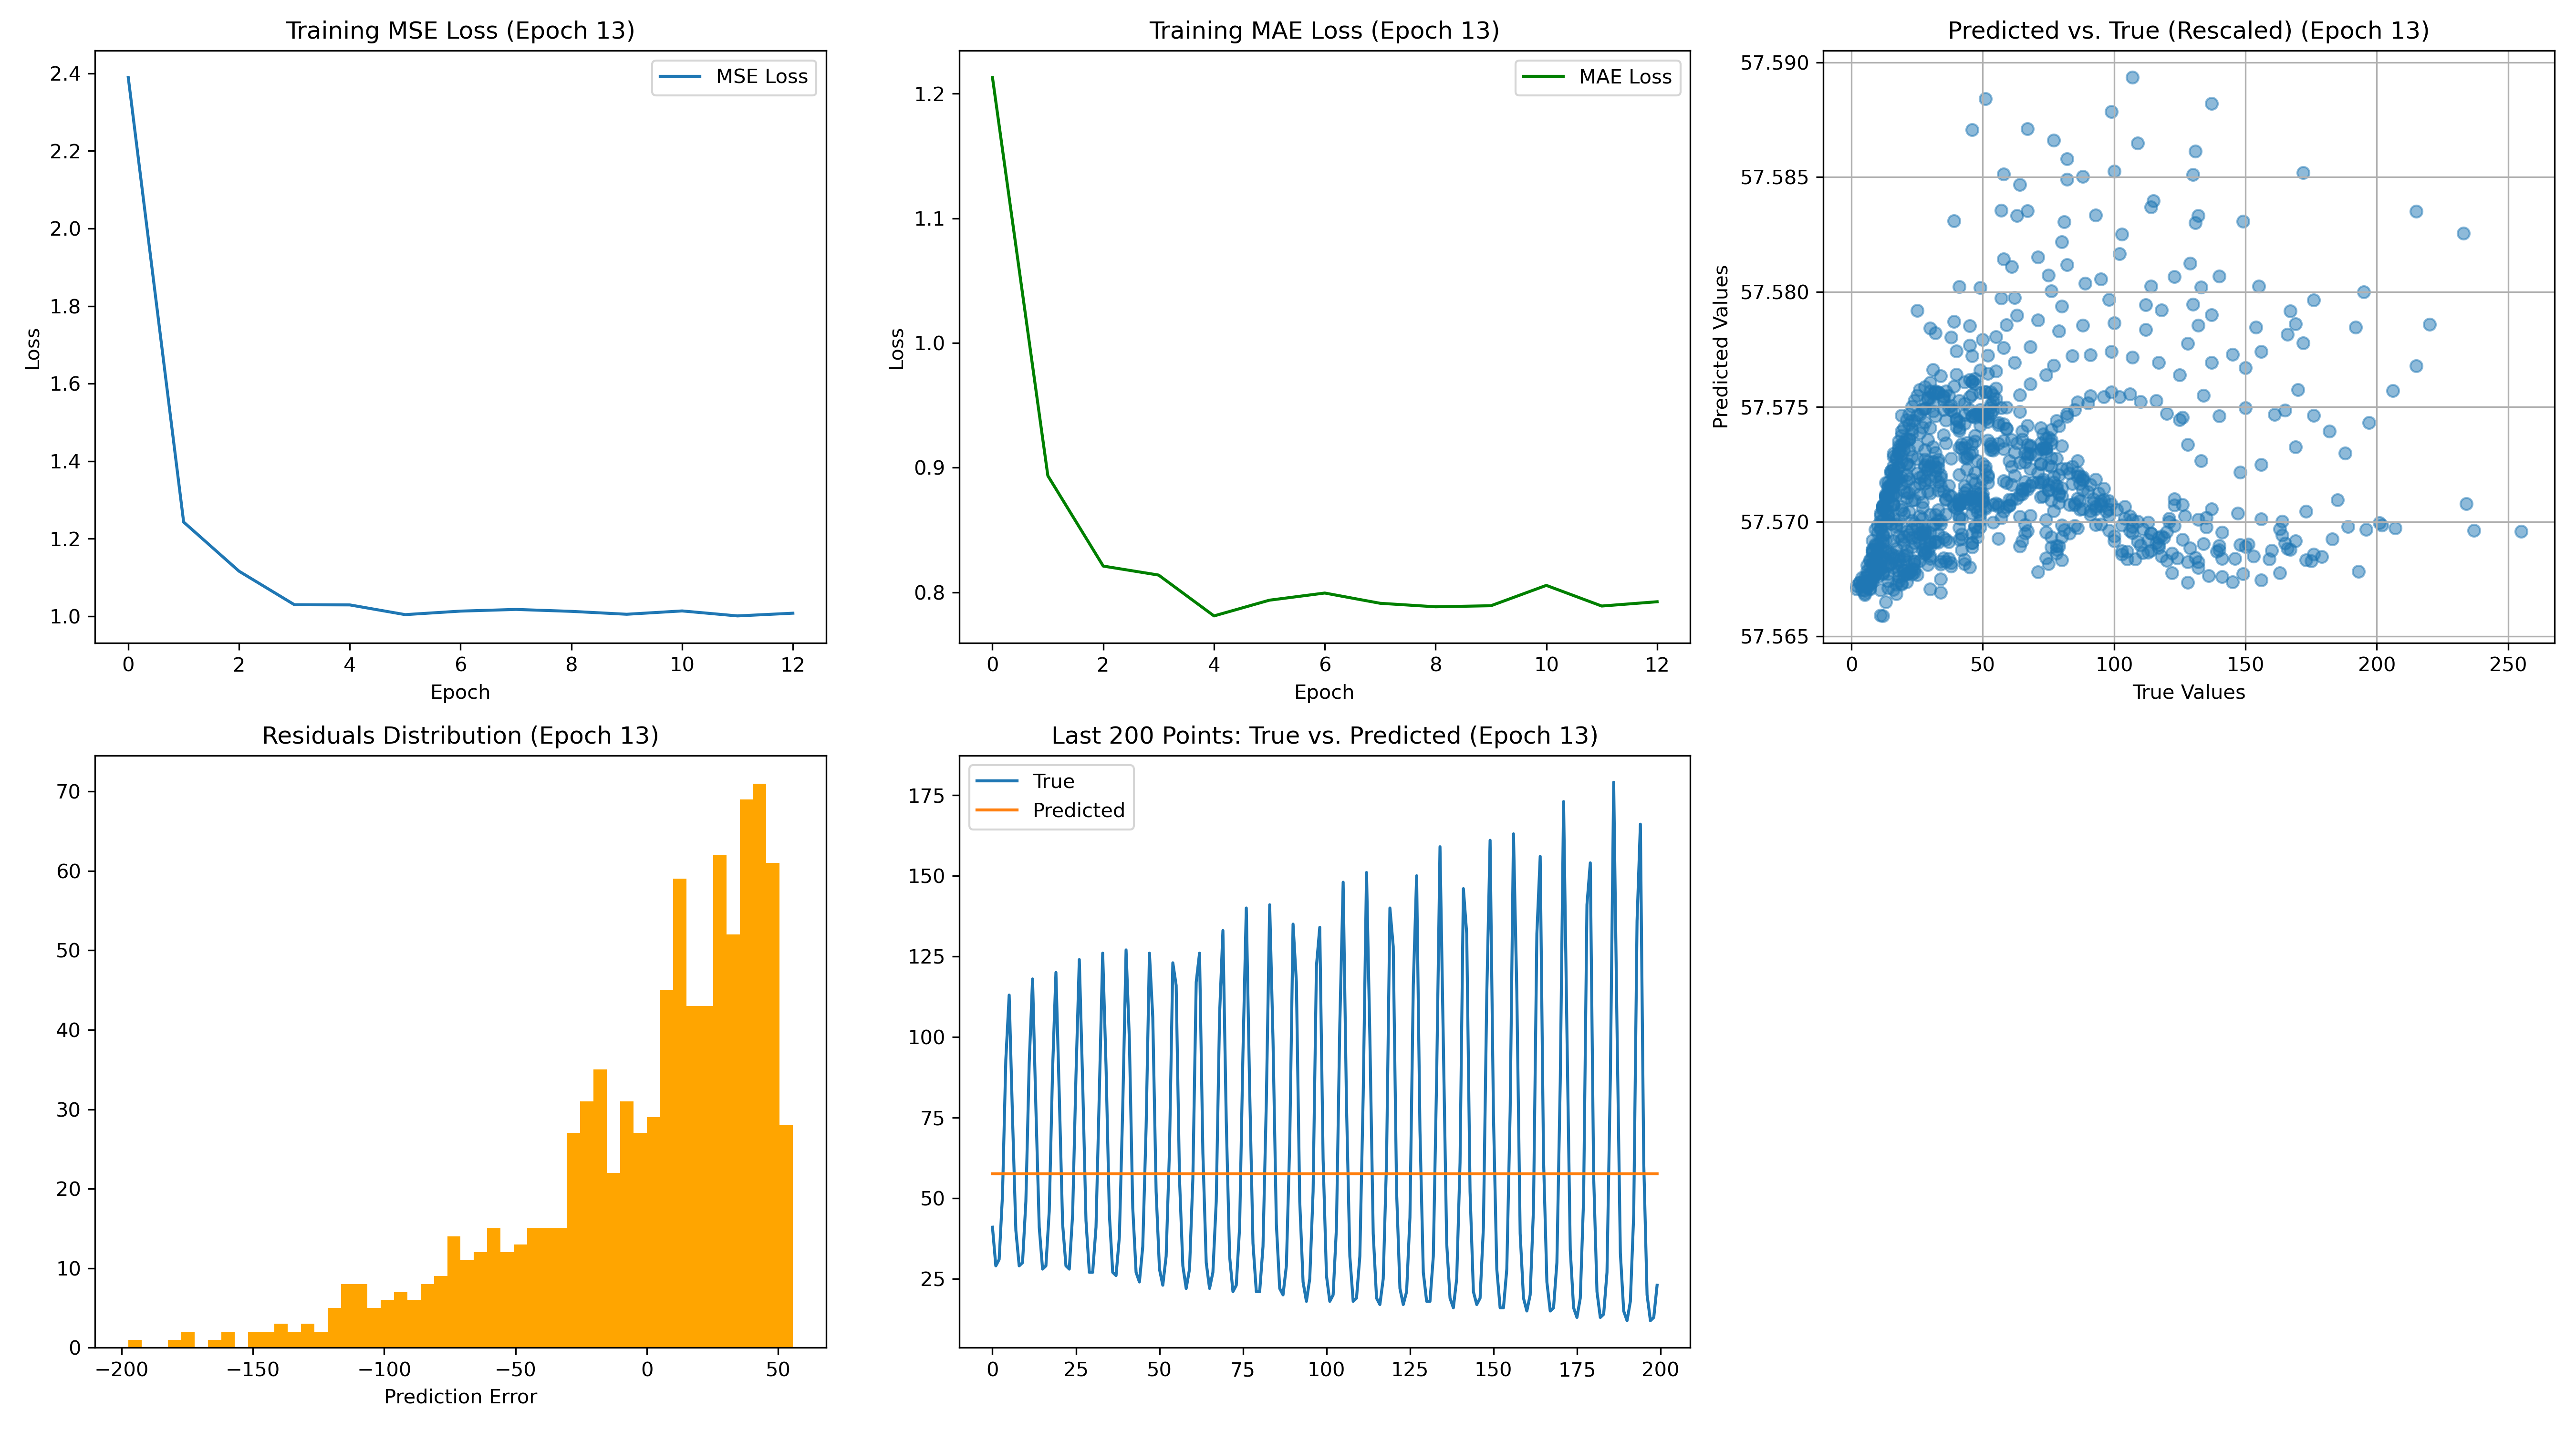 Training MSE Loss (Epoch 13)
MSE Loss
2.4
2.2
2.0
1.8
1.6
1.4
1.2
1.0
Loss
0 2 4 6 8 10 12
Epoch
Training MAE Loss (Epoch 13)
MAE Loss
1.2
1.1
1.0
0.9
0.8
Loss
0 2 4 6 8 10 12
Epoch
Predicted vs. True (Rescaled) (Epoch 13)
57.590
57.585
57.580
57.575
57.570
57.565
Predicted Values
0 50 100 150 200 250
True Values
Residuals Distribution (Epoch 13)
70
60
50
40
30
20
10
0
−200 −150 −100 −50 0 50
Prediction Error
Last 200 Points: True vs. Predicted (Epoch 13)
True
Predicted
175
150
125
100
75
50
25
0 25 50 75 100 125 150 175 200